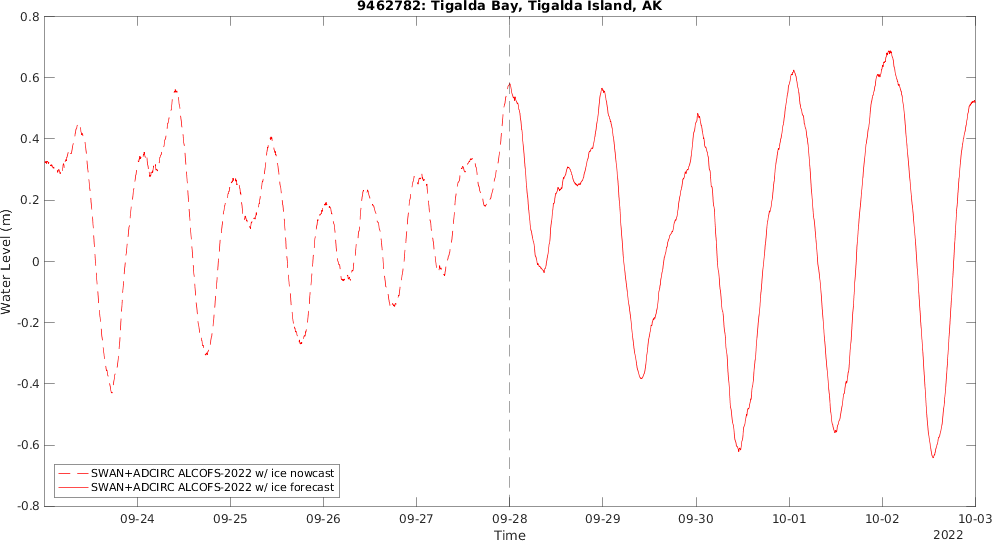 9462782: Tigalda Bay, Tigalda Island, AK
Water Level (m)
0.8
0.6
0.4
0.2
0
-0.2
-0.4
-0.6
-0.8
SWAN+ADCIRC ALCOFS-2022 w/ ice nowcast
SWAN+ADCIRC ALCOFS-2022 w/ ice forecast
09-24 09-25 09-26 09-27 09-28 09-29 09-30 10-01 10-02 10-03
Time
2022